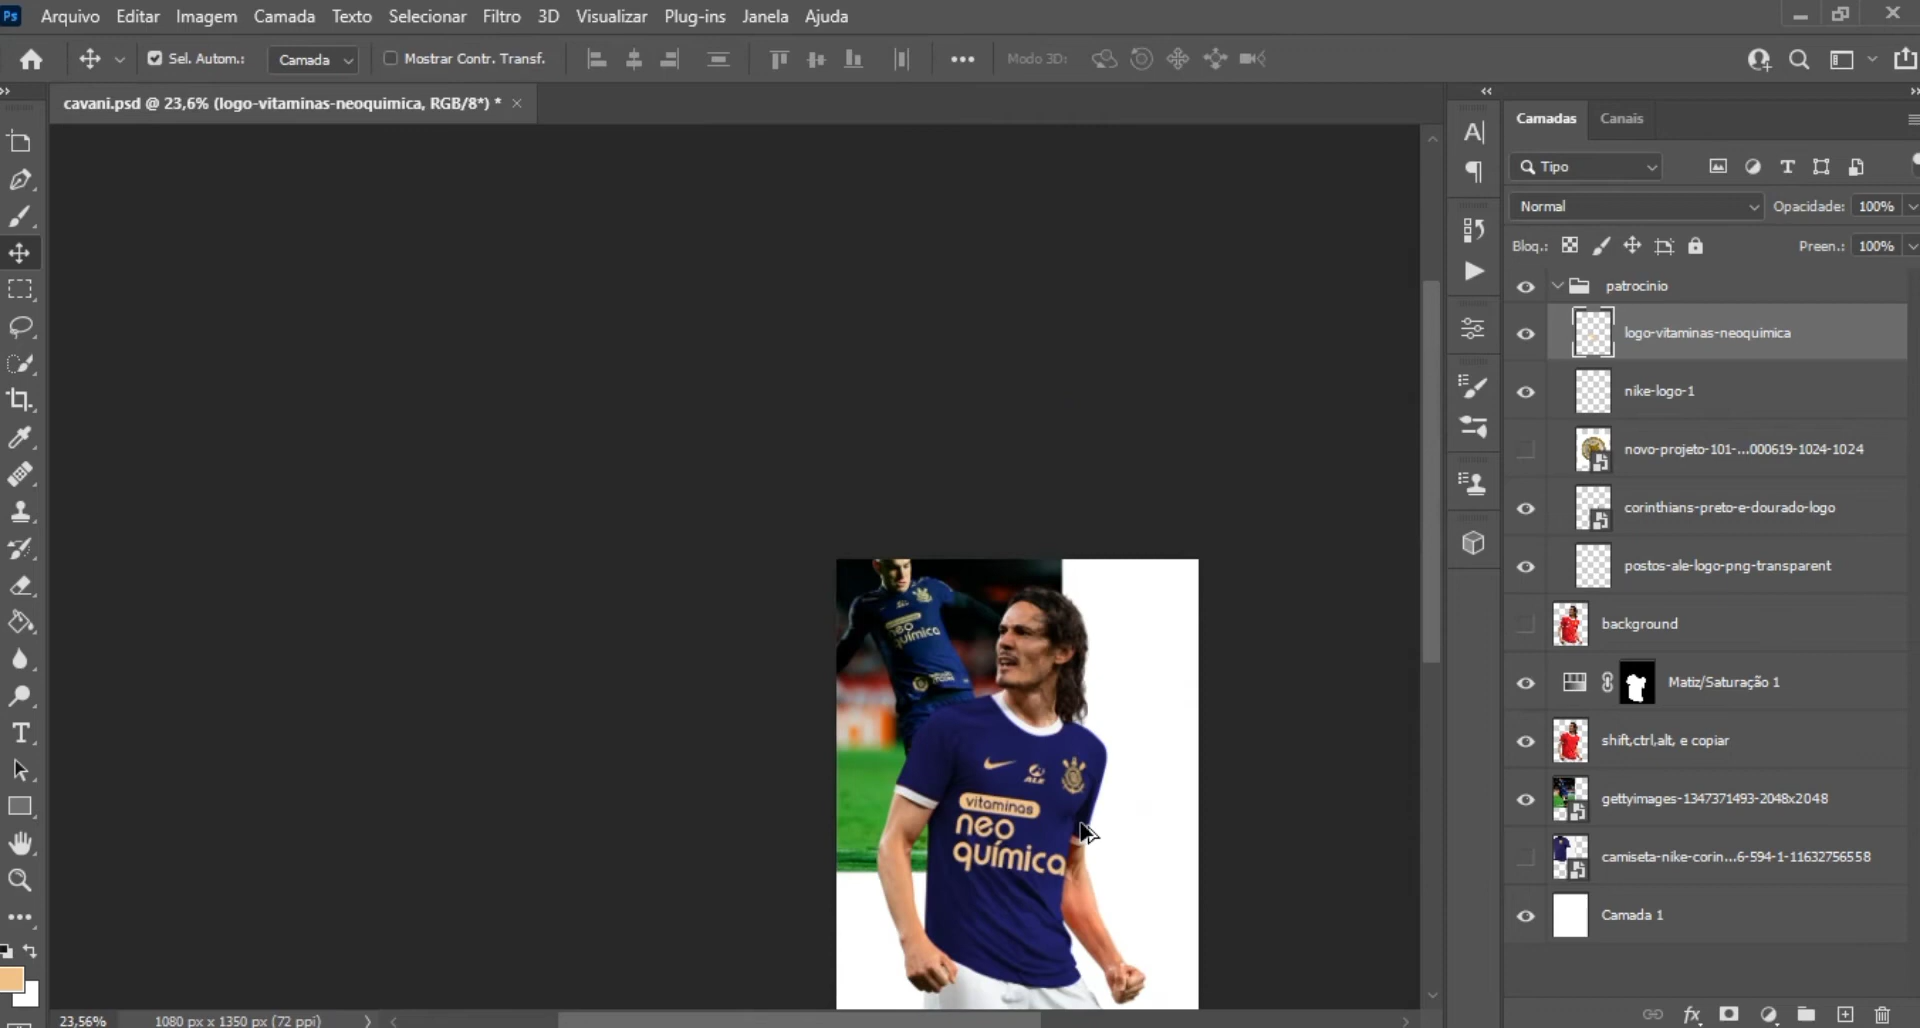 Ps Arquivo Editar Imagem Camada Texto Selecionar Filtro 3D Visualizar Plug-ins Janela Ajuda
Sel. Autom.: Camada Mostrar Contr. Transf. Modo 3D:
cavani.psd @ 23,6% (logo-vitaminas-neoquimica, RGB/8*) *
Camadas Canais
Tipo
Normal Opacidade: 100%
Bloq.: Preen.: 100%
patrocinio
logo-vitaminas-neoquimica
nike-logo-1
novo-projeto-101-...000619-1024-1024
corinthians-preto-e-dourado-logo
postos-ale-logo-png-transparent
background
Matiz/Saturação 1
shift,ctrl,alt, e copiar
gettyimages-1347371493-2048x2048
camiseta-nike-corin...6-594-1-11632756558
Camada 1
neo
química
ALE
vitaminas
neo
química
23,56% 1080 px x 1350 px (72 ppi)